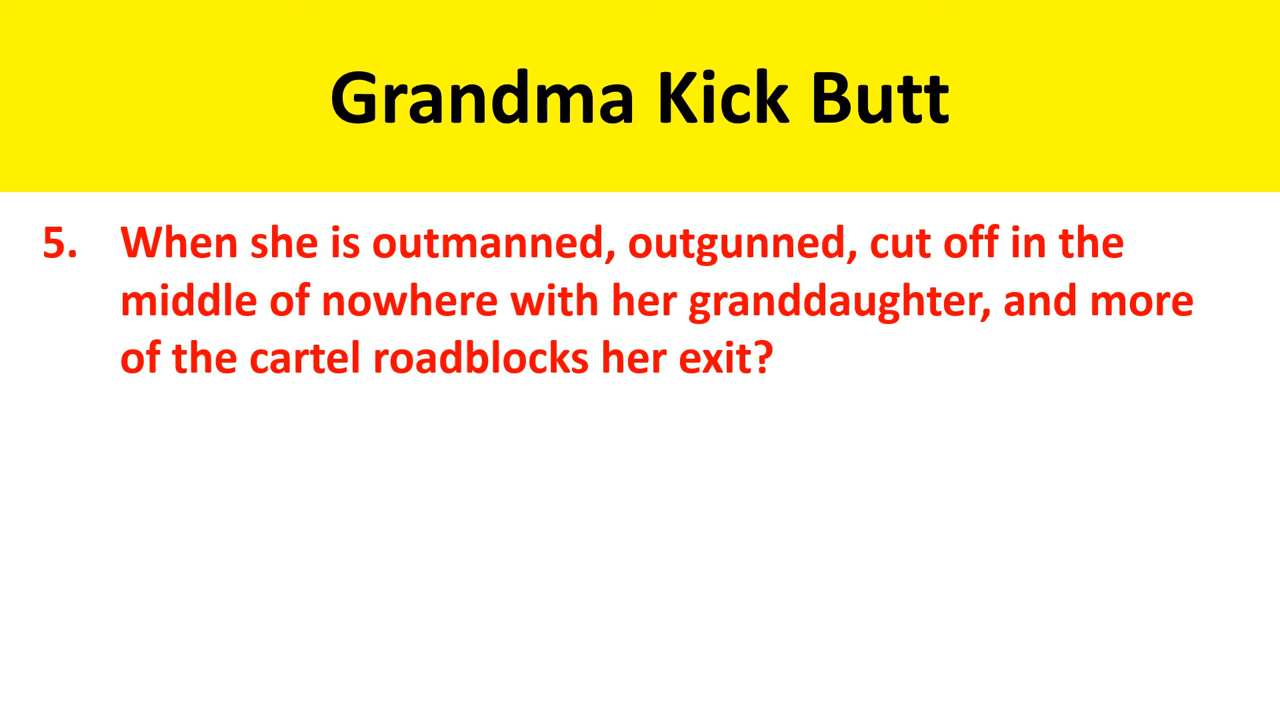 Grandma Kick Butt
5. When she is outmanned, outgunned, cut off in the
middle of nowhere with her granddaughter, and more
of the cartel roadblocks her exit?